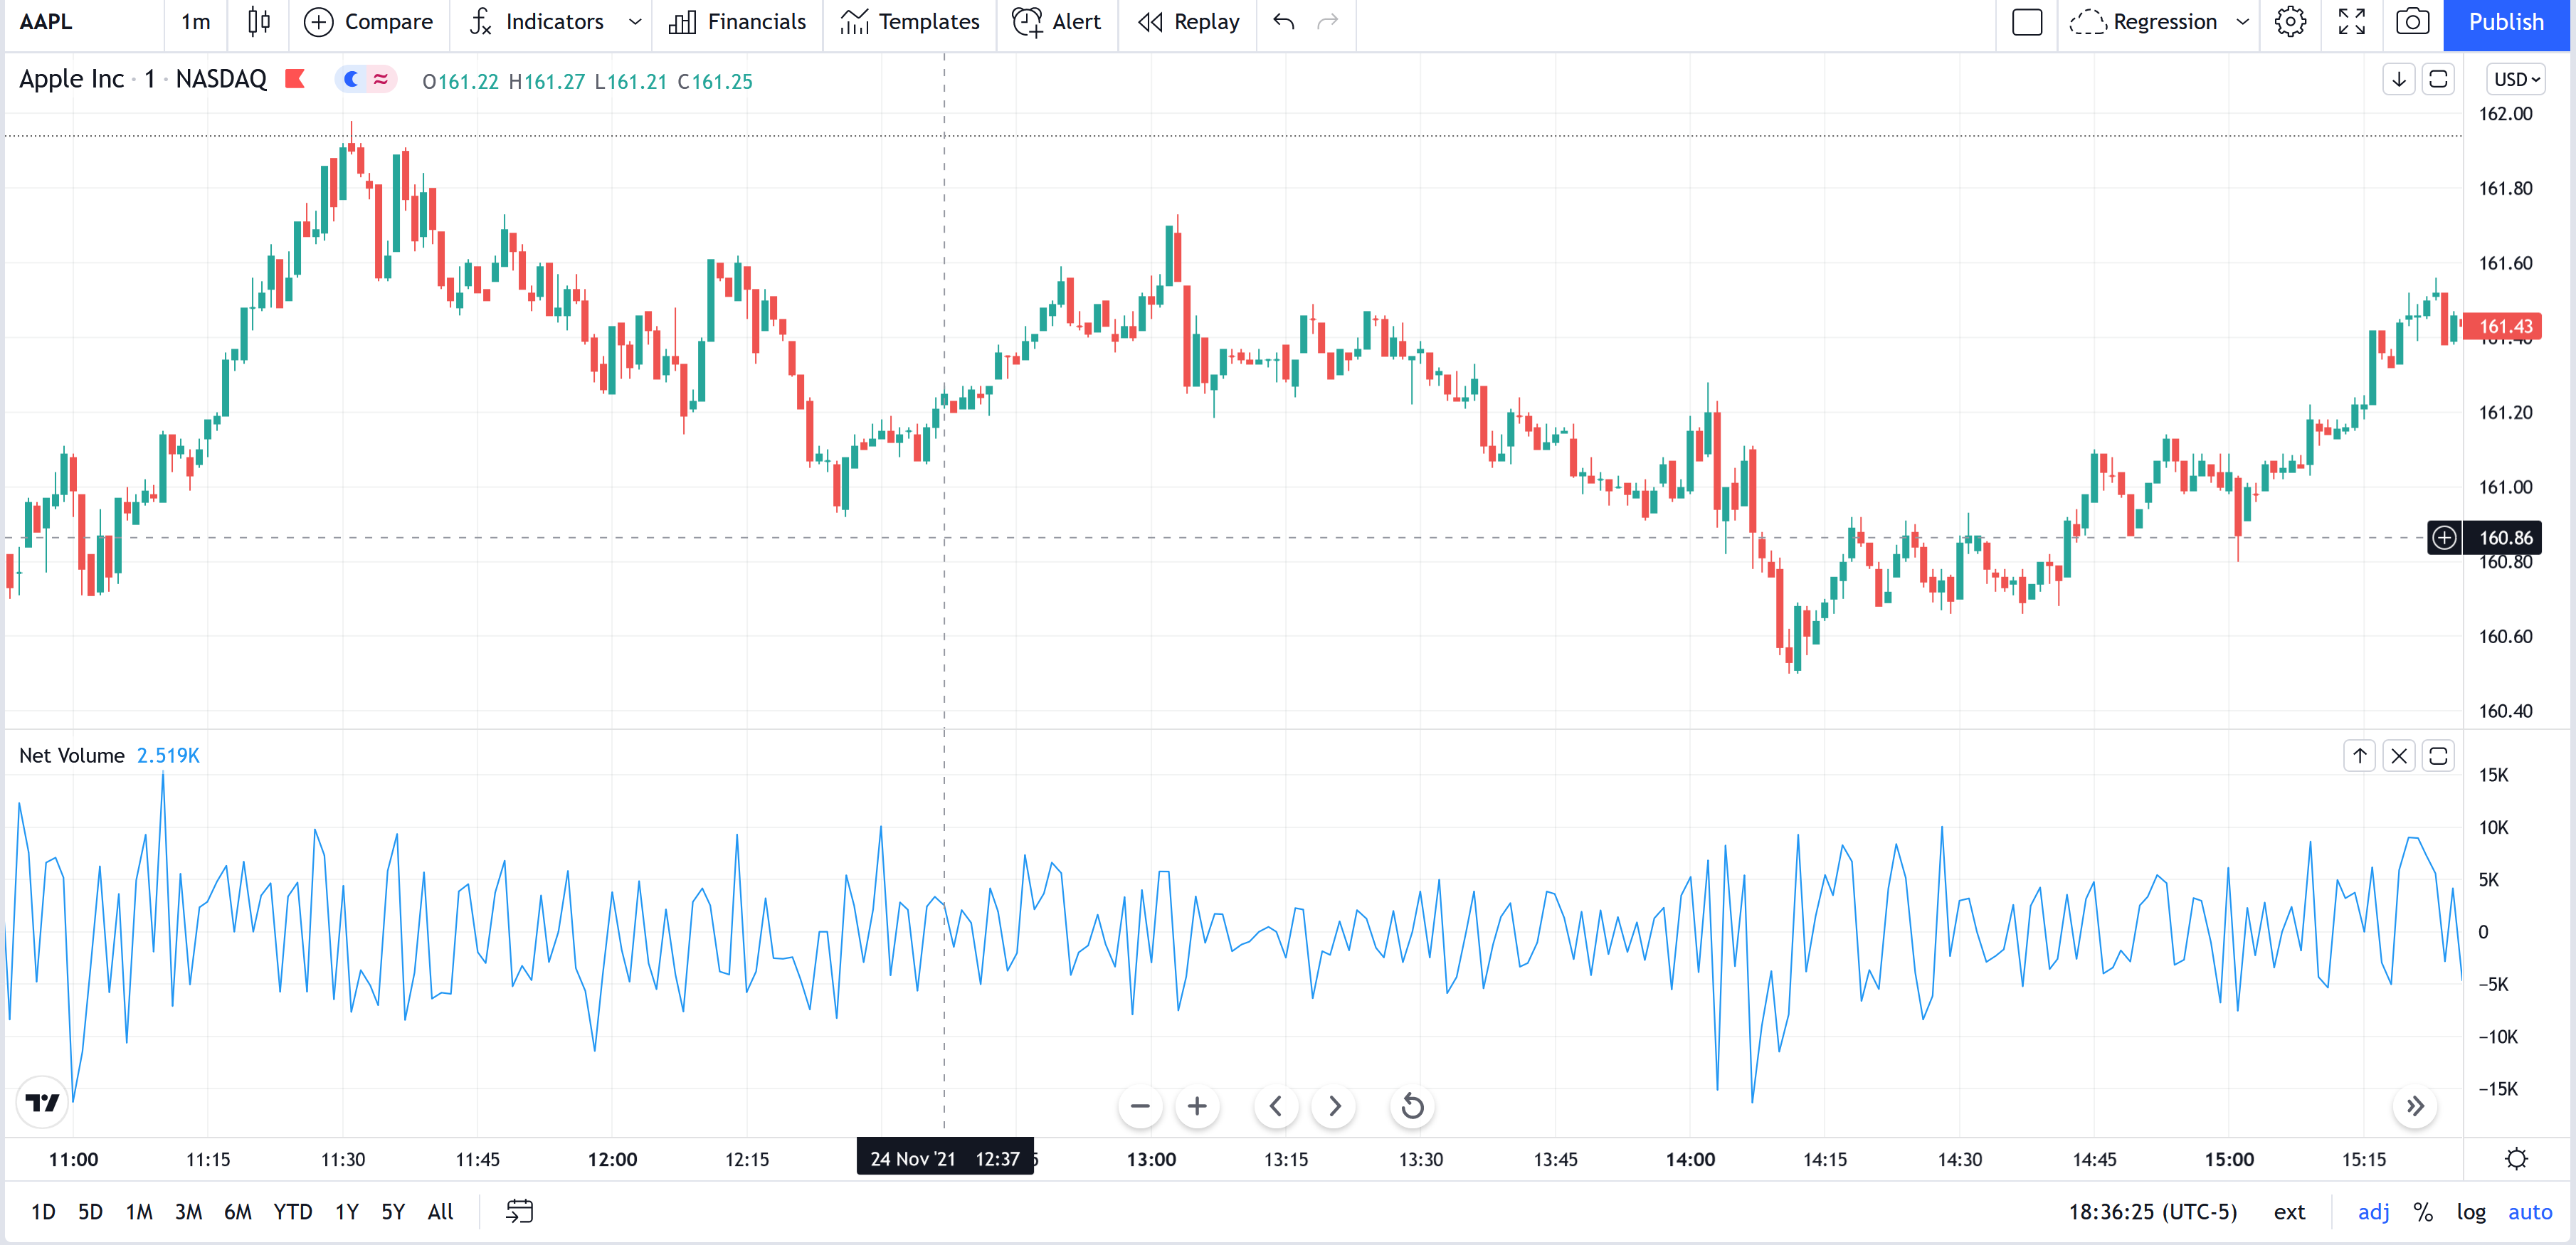 AAPL 1m Compare Indicators Financials Templates Alert Replay Regression Publish
Apple Inc · 1 · NASDAQ O161.22 H161.27 L161.21 C161.25 USD
162.00
161.80
161.60
161.43
161.40
161.20
161.00
160.86
160.80
160.60
160.40
Net Volume 2.519K
15K
10K
5K
0
−5K
−10K
−15K
11:00 11:15 11:30 11:45 12:00 12:15 24 Nov '21 12:37 13:00 13:15 13:30 13:45 14:00 14:15 14:30 14:45 15:00 15:15
1D 5D 1M 3M 6M YTD 1Y 5Y All 18:36:25 (UTC-5) ext adj % log auto